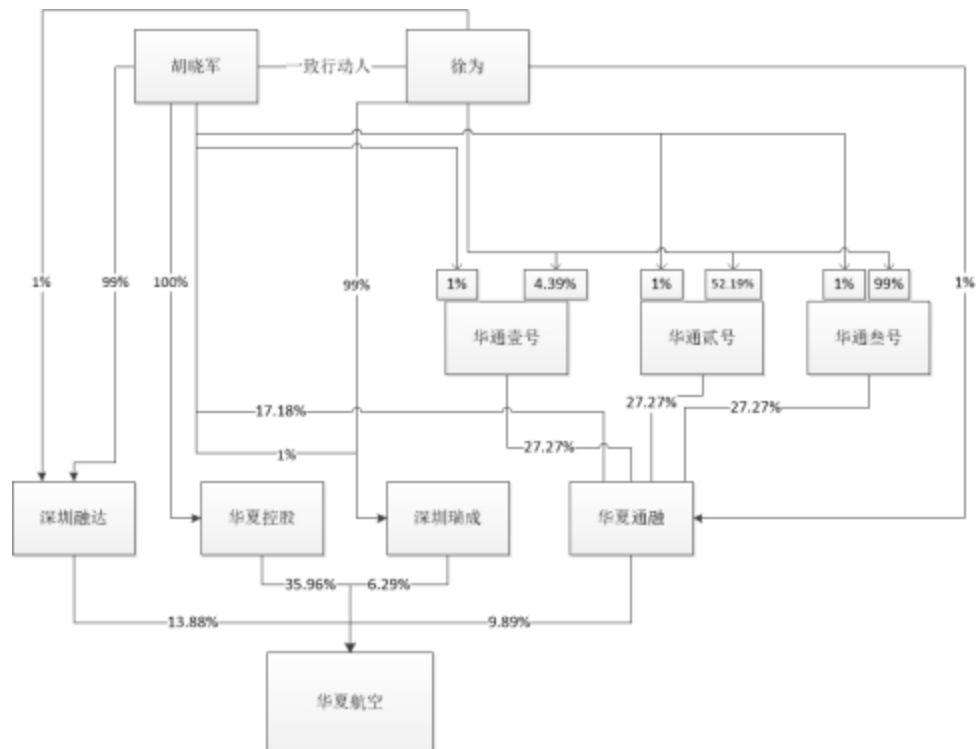 胡晓军
一致行动人
徐为
1%
99%
100%
99%
1%
1%
4.39%
1%
52.19%
1%
99%
华通壹号
华通贰号
华通叁号
17.18%
27.27%
27.27%
27.27%
1%
深圳融达
华夏控股
深圳瑞成
华夏通融
35.96%
6.29%
13.88%
9.89%
华夏航空